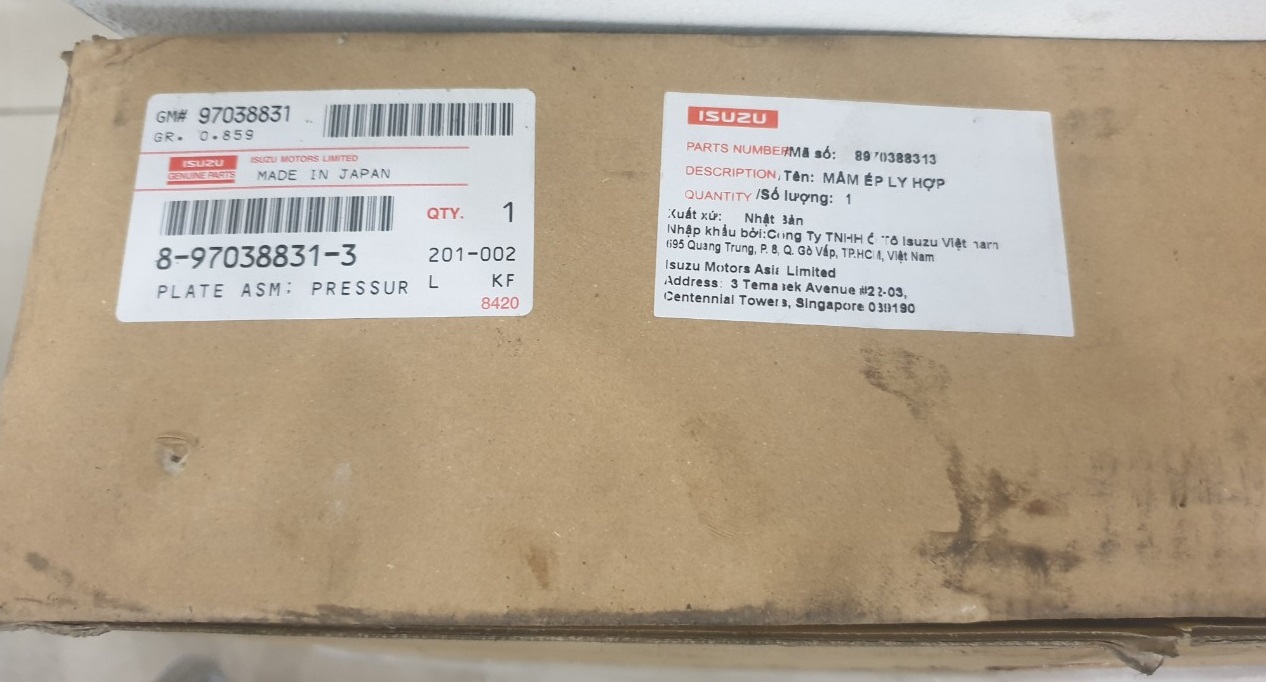 GM# 97038831
GR. 0.859
ISUZU
GENUINE PARTS
ISUZU MOTORS LIMITED
MADE IN JAPAN
QTY. 1
8-97038831-3 201-002
PLATE ASM: PRESSUR L KF
8420
ISUZU
PARTS NUMBER/Mã số: 8970388313
DESCRIPTION/Tên: MÂM ÉP LY HỢP
QUANTITY /Số lượng: 1
Xuất xứ: Nhật Bản
Nhập khẩu bởi:Công Ty TNHH Ô Tô Isuzu Việt nam
695 Quang Trung, P. 8, Q. Gò Vấp, TP.HCM, Việt Nam
Isuzu Motors Asia Limited
Address: 3 Temasek Avenue #22-03,
Centennial Towers, Singapore 039190